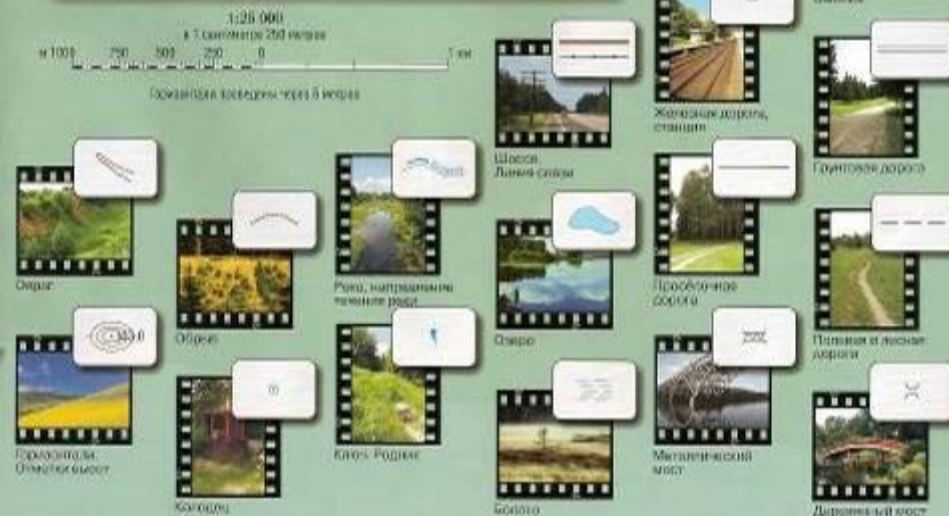 1:25 000
в 1 сантиметре 250 метров
м 1000 750 500 250 0 1 км
Горизонтали проведены через 5 метров
Железная дорога,
станция
Шоссе
Линия связи
Грунтовая дорога
Овраг
Река, направление
течения реки
Просёлочная
дорога
Обрыв
Озеро
Полевая и лесная
дорога
Горизонтали.
Отметки высот
Ключ. Родник
Металлический
мост
Колодец
Болото
Деревянный мост